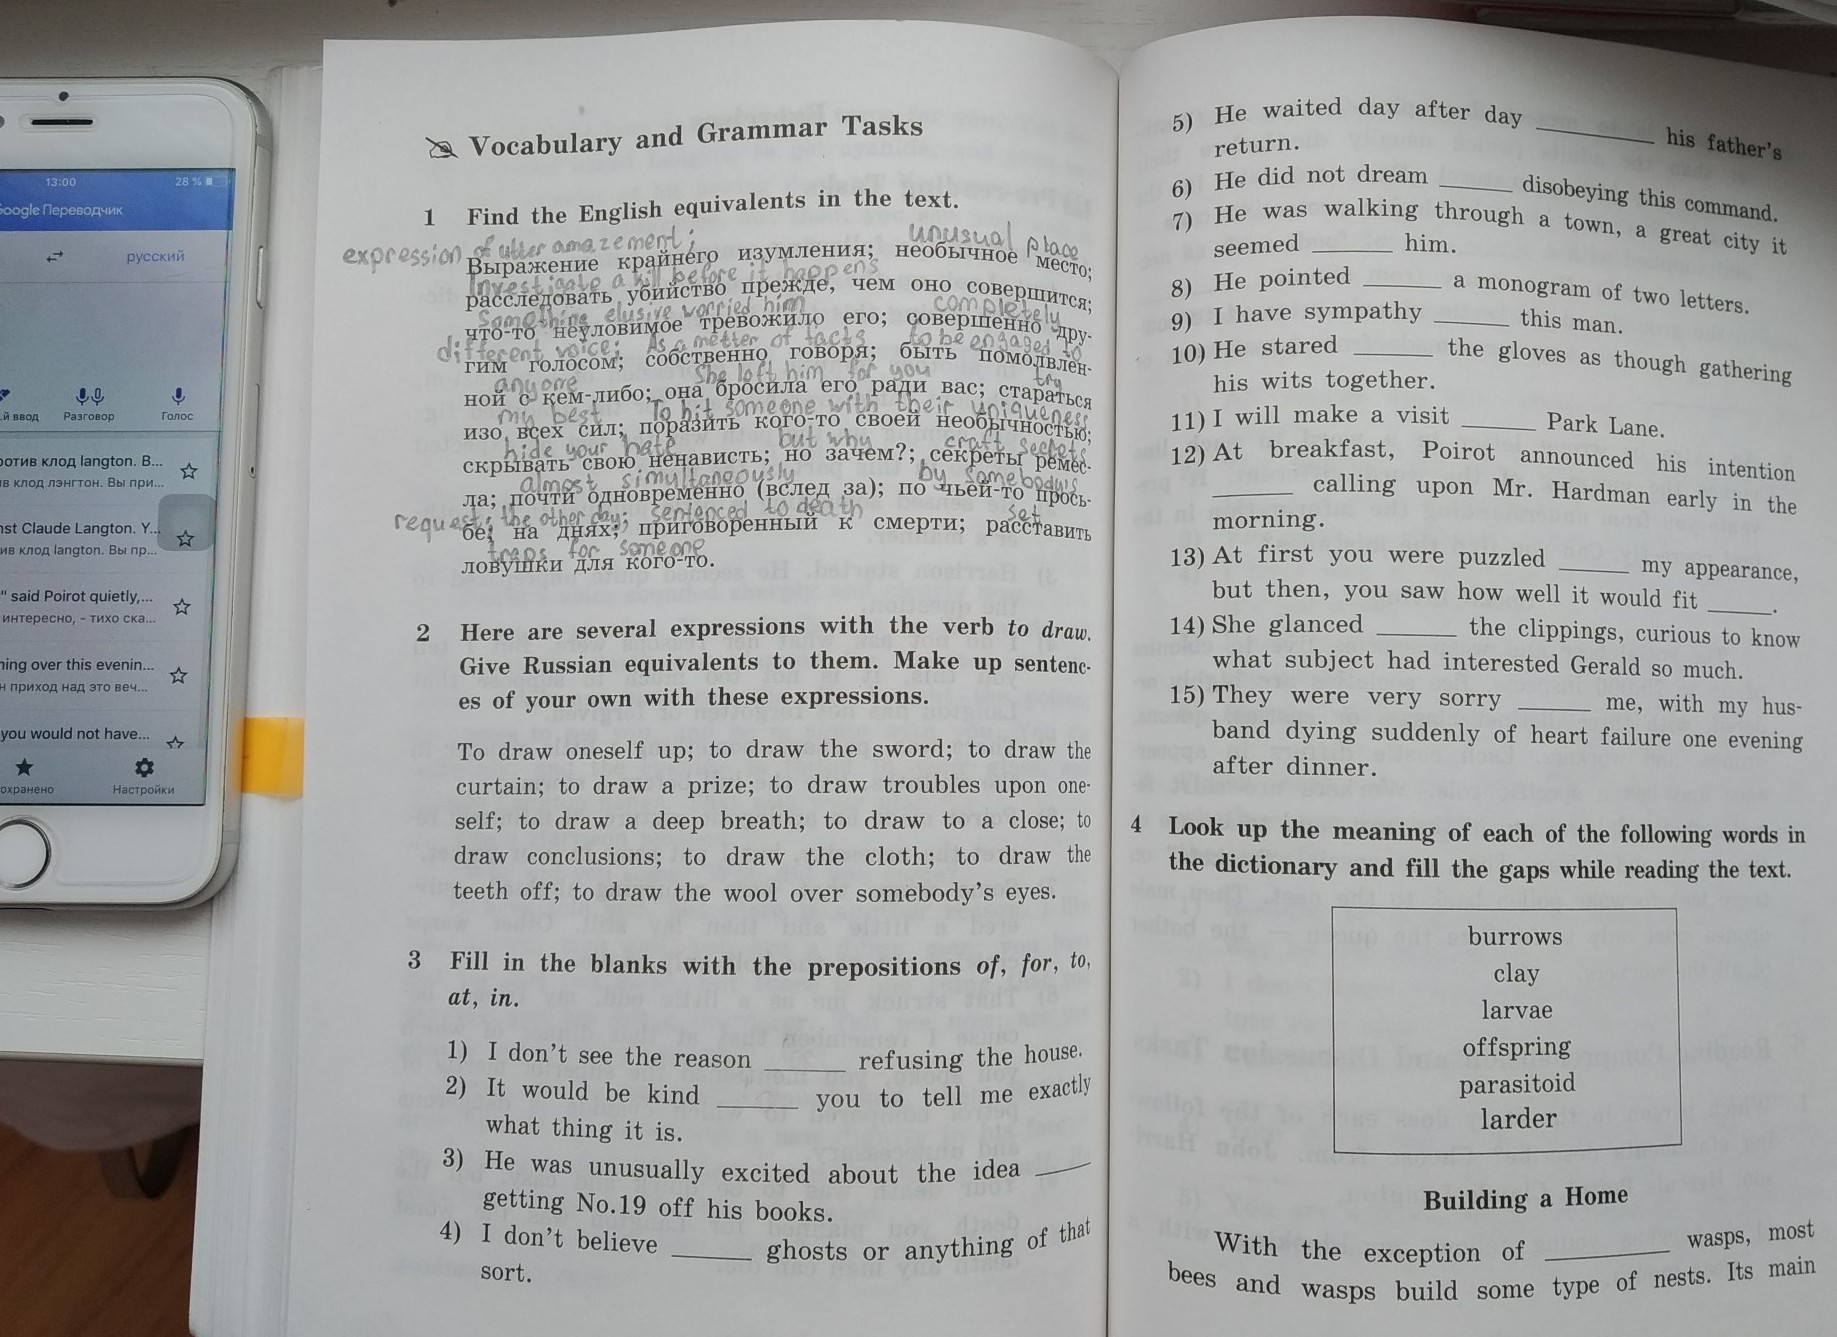 13:00
28 %
Google Переводчик
русский
й ввод
Разговор
Голос
ротив клод langton. В...
в клод лэнгтон. Вы при...
nst Claude Langton. Y...
ив клод langton. Вы пр...
" said Poirot quietly,...
интересно, - тихо ска...
ning over this evenin...
н приход над это веч...
you would not have...
охранено
Настройки
Vocabulary and Grammar Tasks
1 Find the English equivalents in the text.
expression of utter amazement; unusual place
Выражение крайнего изумления; необычное место;
Investigate a kill before it happens
расследовать убийство прежде, чем оно совершится;
Something elusive worried him completely
что-то неуловимое тревожило его; совершенно дру-
different voice; As a metter of facts to be engaged to
гим голосом; собственно говоря; быть помолвлен-
anyone She left him for you try
ной с кем-либо; она бросила его ради вас; стараться
my best To hit someone with their uniqueness
изо всех сил; поразить кого-то своей необычностью;
hide your hate but why craft secrets
скрывать свою ненависть; но зачем?; секреты ремес-
almost simultaneously by somebody's
ла; почти одновременно (вслед за); по чьей-то прось-
request; the other day; sentenced to death set
бе; на днях; приговоренный к смерти; расставить
traps for someone
ловушки для кого-то.
2 Here are several expressions with the verb to draw.
Give Russian equivalents to them. Make up sentenc-
es of your own with these expressions.
To draw oneself up; to draw the sword; to draw the
curtain; to draw a prize; to draw troubles upon one-
self; to draw a deep breath; to draw to a close; to
draw conclusions; to draw the cloth; to draw the
teeth off; to draw the wool over somebody's eyes.
3 Fill in the blanks with the prepositions of, for, to,
at, in.
1) I don't see the reason ______ refusing the house.
2) It would be kind ______ you to tell me exactly
what thing it is.
3) He was unusually excited about the idea ____
getting No.19 off his books.
4) I don't believe ______ ghosts or anything of that
sort.
5) He waited day after day _________ his father's
return.
6) He did not dream ______ disobeying this command.
7) He was walking through a town, a great city it
seemed ______ him.
8) He pointed ______ a monogram of two letters.
9) I have sympathy ______ this man.
10) He stared ______ the gloves as though gathering
his wits together.
11) I will make a visit ______ Park Lane.
12) At breakfast, Poirot announced his intention
______ calling upon Mr. Hardman early in the
morning.
13) At first you were puzzled ______ my appearance,
but then, you saw how well it would fit _____.
14) She glanced ______ the clippings, curious to know
what subject had interested Gerald so much.
15) They were very sorry ______ me, with my hus-
band dying suddenly of heart failure one evening
after dinner.
4 Look up the meaning of each of the following words in
the dictionary and fill the gaps while reading the text.
burrows
clay
larvae
offspring
parasitoid
larder
Building a Home
With the exception of _________ wasps, most
bees and wasps build some type of nests. Its main